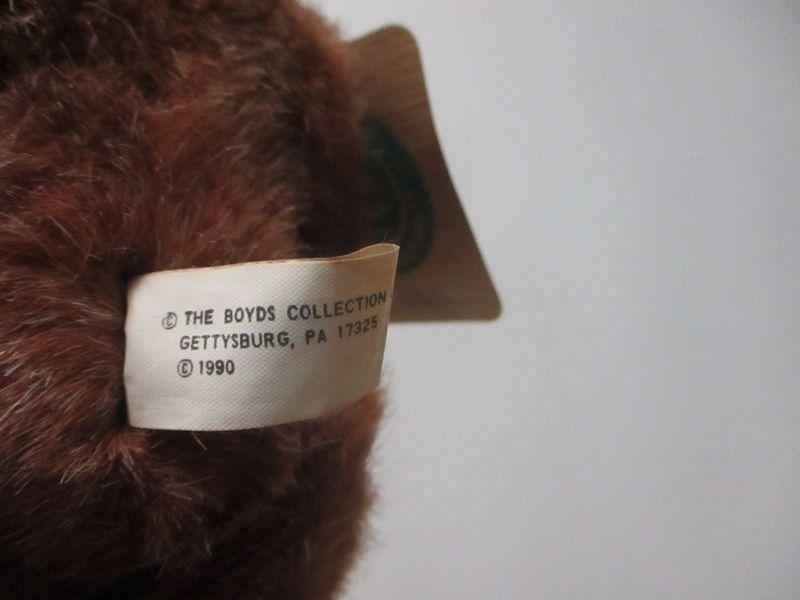 © THE BOYDS COLLECTION
GETTYSBURG, PA 17325
© 1990